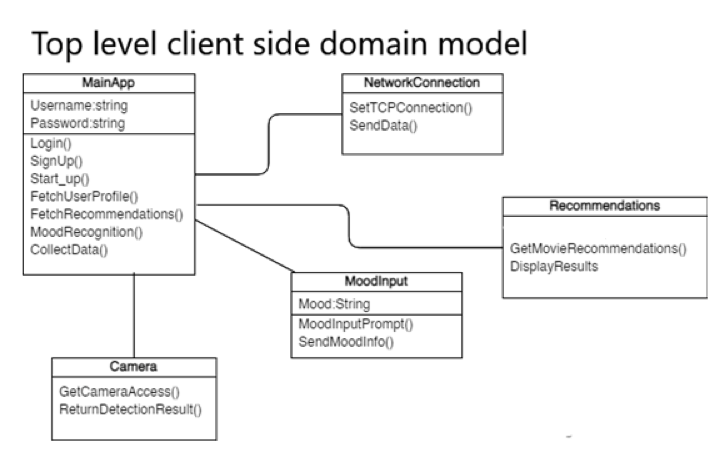 Top level client side domain model
MainApp
Username:string
Password:string
Login()
SignUp()
Start_up()
FetchUserProfile()
FetchRecommendations()
MoodRecognition()
CollectData()
NetworkConnection
SetTCPConnection()
SendData()
Recommendations
GetMovieRecommendations()
DisplayResults
MoodInput
Mood:String
MoodInputPrompt()
SendMoodInfo()
Camera
GetCameraAccess()
ReturnDetectionResult()